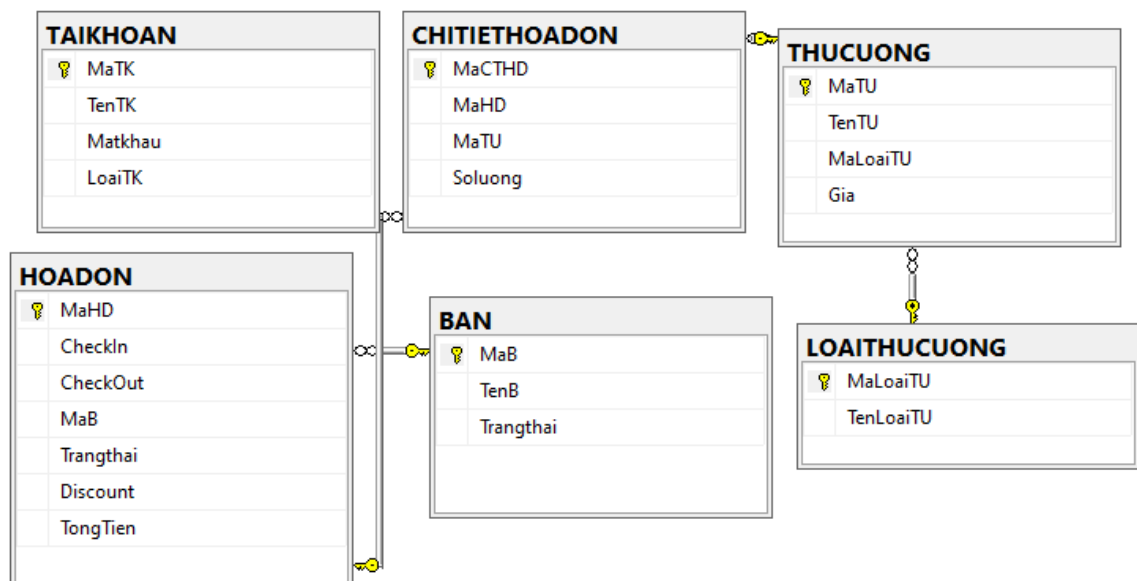 TAIKHOAN
MaTK
TenTK
Matkhau
LoaiTK
CHITIETHOADON
MaCTHD
MaHD
MaTU
Soluong
THUCUONG
MaTU
TenTU
MaLoaiTU
Gia
HOADON
MaHD
CheckIn
CheckOut
MaB
Trangthai
Discount
TongTien
BAN
MaB
TenB
Trangthai
LOAITHUCUONG
MaLoaiTU
TenLoaiTU